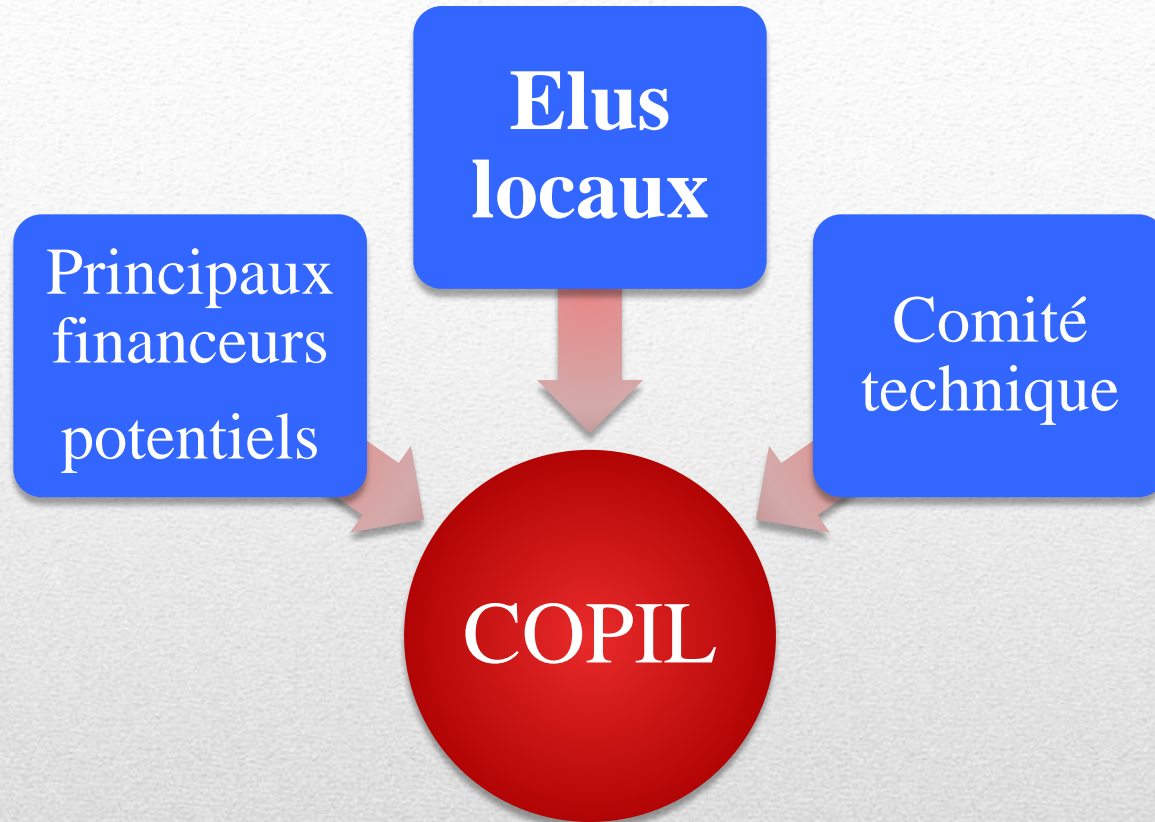 Elus
locaux
Principaux
financeurs
potentiels
Comité
technique
COPIL